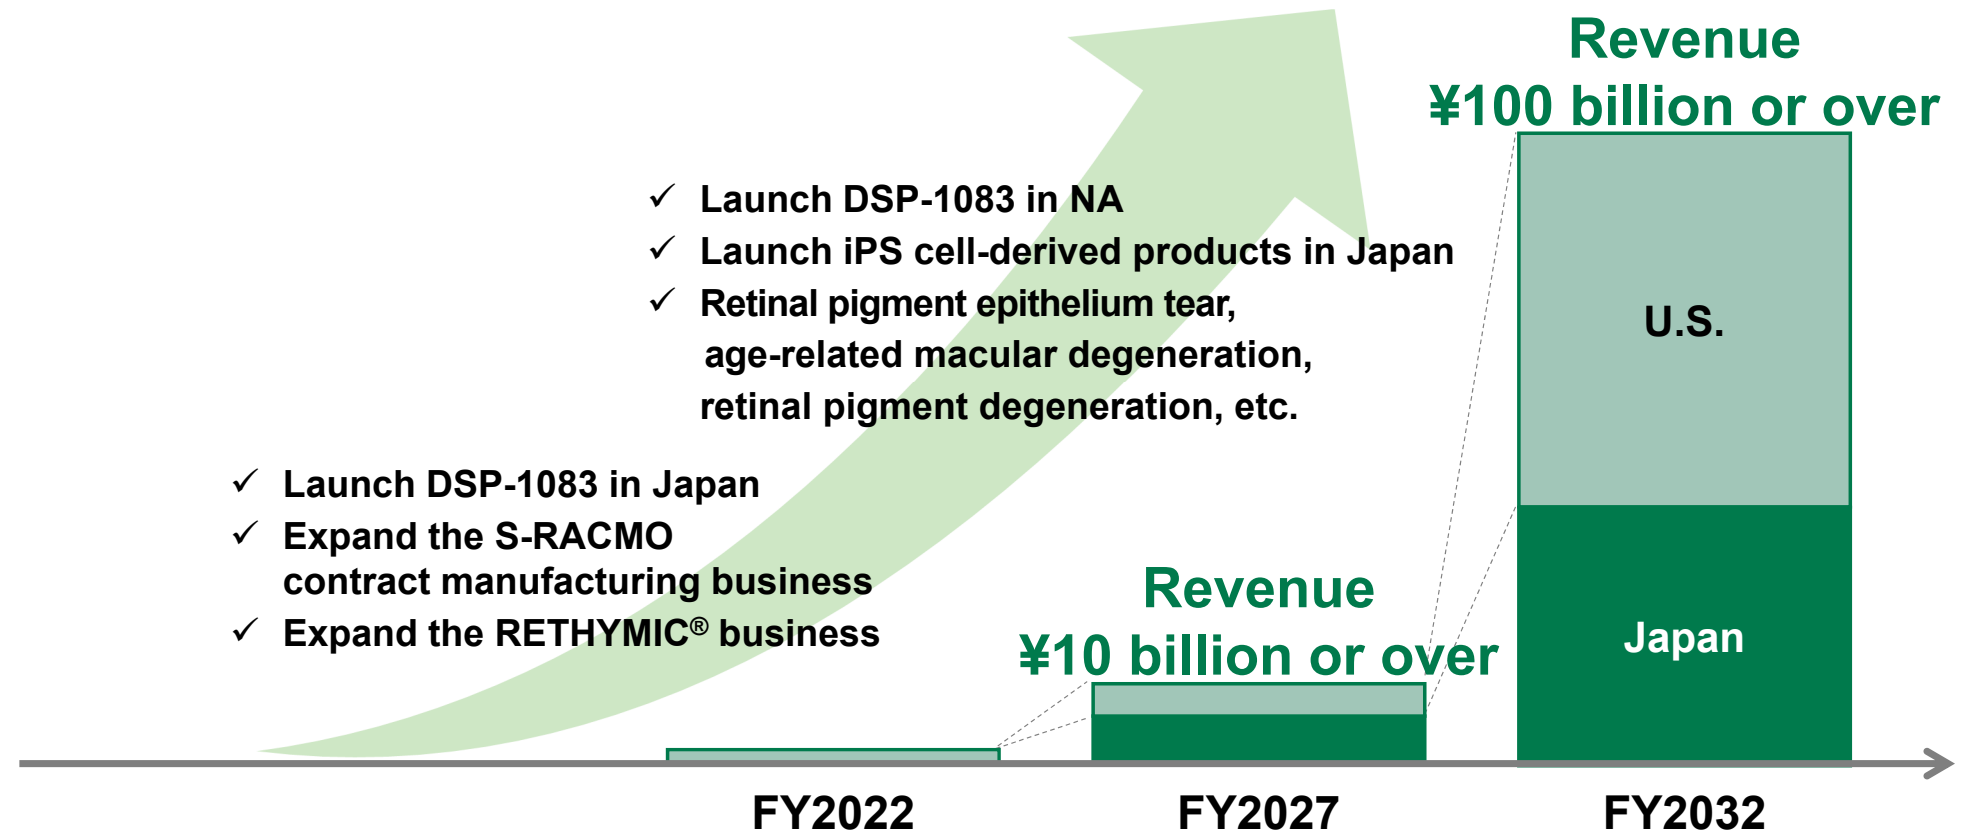 Revenue
¥100 billion or over
✓ Launch DSP-1083 in NA
✓ Launch iPS cell-derived products in Japan
✓ Retinal pigment epithelium tear,
age-related macular degeneration,
retinal pigment degeneration, etc.
U.S.
✓ Launch DSP-1083 in Japan
✓ Expand the S-RACMO
contract manufacturing business
✓ Expand the RETHYMIC® business
Revenue
¥10 billion or over
Japan
FY2022
FY2027
FY2032